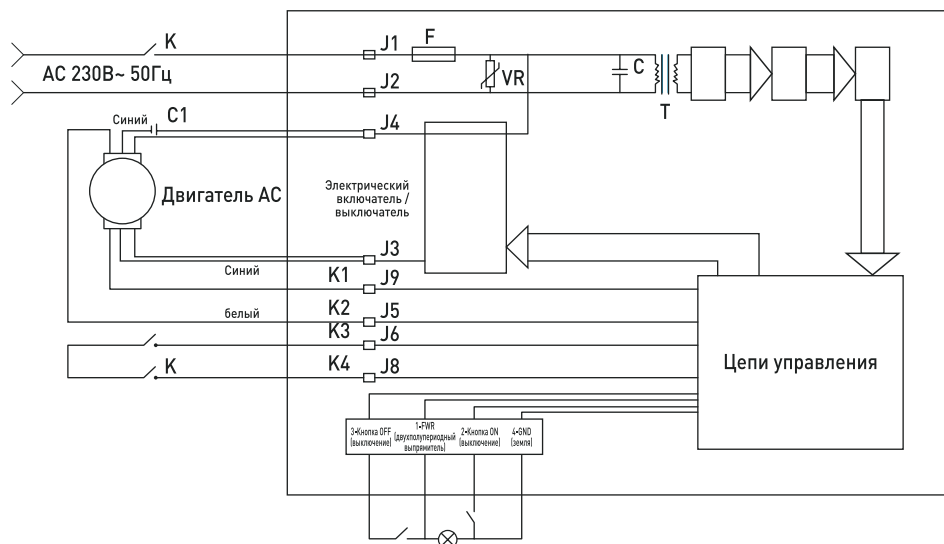 K
J1
F
AC 230В~ 50Гц
J2
VR
C
T
Синий
C1
J4
Двигатель AC
Электрический
включатель /
выключатель
J3
Синий
K1
J9
белый
K2
J5
K3
J6
K
K4
J8
Цепи управления
3-Кнопка OFF
(выключение)
1-FWR
(двухполупериодный
выпрямитель)
2-Кнопка ON
(выключение)
4-GND
(земля)